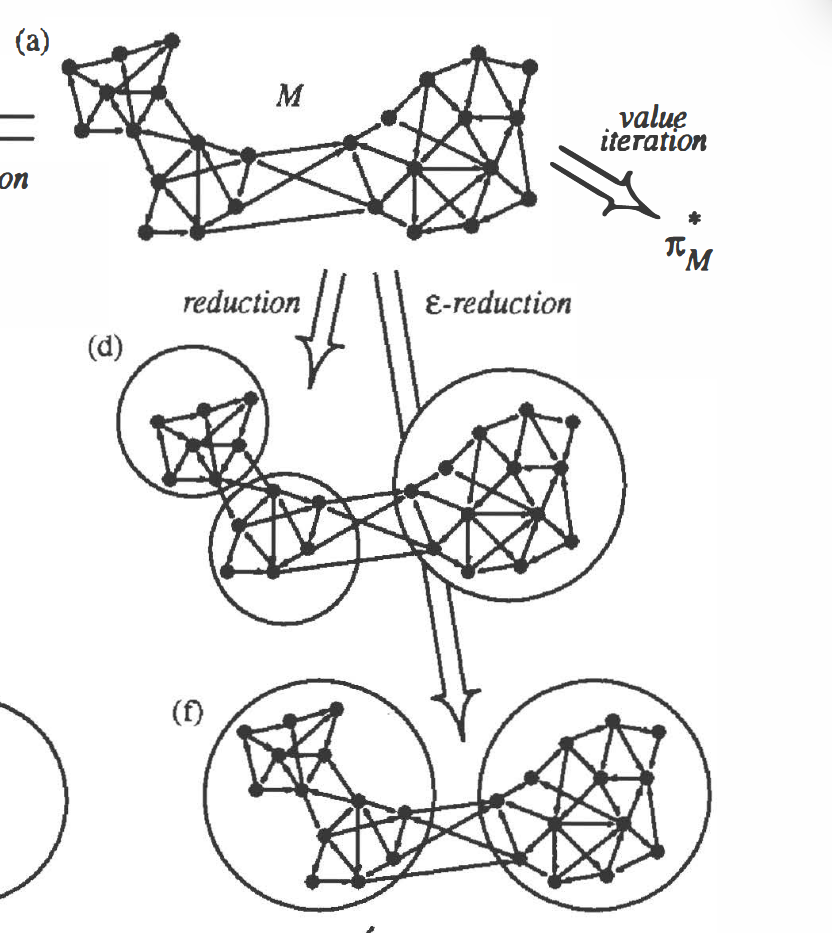 (a)
M
value
iteration
on
π*M
reduction
ε-reduction
(d)
(f)